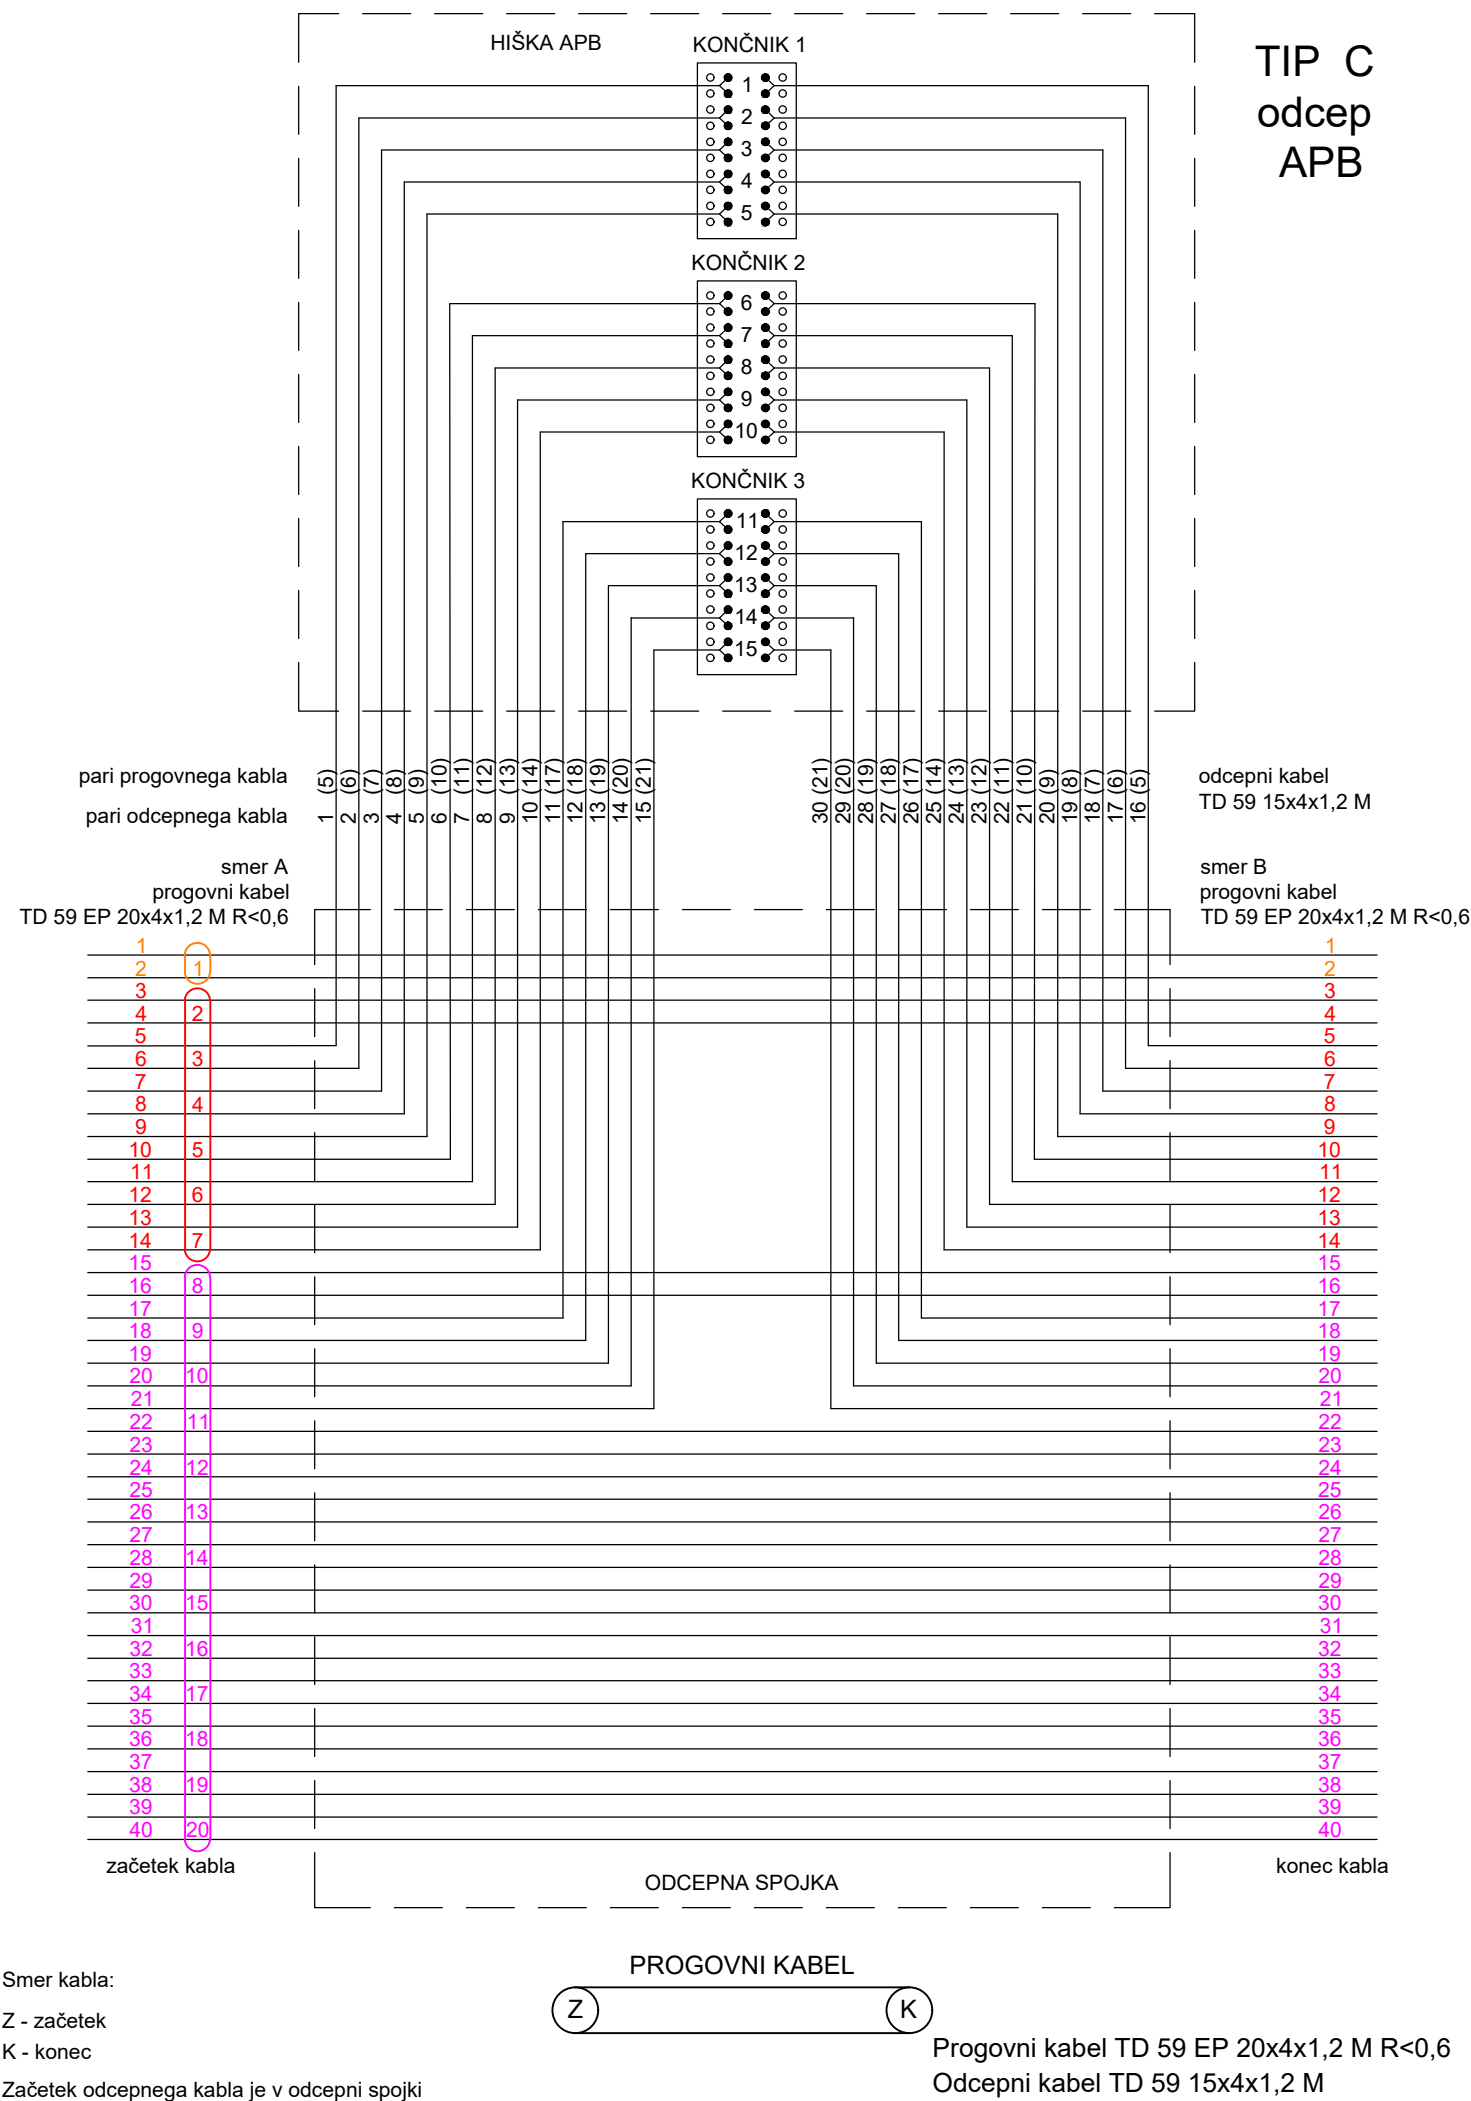 HIŠKA APB
TIP C
odcep
APB
KONČNIK 1
1
2
3
4
5
KONČNIK 2
6
7
8
9
10
KONČNIK 3
11
12
13
14
15
pari progovnega kabla
pari odcepnega kabla
1 (5)
2 (6)
3 (7)
4 (8)
5 (9)
6 (10)
7 (11)
8 (12)
9 (13)
10 (14)
11 (17)
12 (18)
13 (19)
14 (20)
15 (21)
30 (21)
29 (20)
28 (19)
27 (18)
26 (17)
25 (14)
24 (13)
23 (12)
22 (11)
21 (10)
20 (9)
19 (8)
18 (7)
17 (6)
16 (5)
odcepni kabel
TD 59 15x4x1,2 M
smer A
progovni kabel
TD 59 EP 20x4x1,2 M R<0,6
smer B
progovni kabel
TD 59 EP 20x4x1,2 M R<0,6
1 1
2 1 2
3 3
4 2 4
5 5
6 3 6
7 7
8 4 8
9 9
10 5 10
11 11
12 6 12
13 13
14 7 14
15 15
16 8 16
17 17
18 9 18
19 19
20 10 20
21 21
22 11 22
23 23
24 12 24
25 25
26 13 26
27 27
28 14 28
29 29
30 15 30
31 31
32 16 32
33 33
34 17 34
35 35
36 18 36
37 37
38 19 38
39 39
40 20 40
začetek kabla
konec kabla
ODCEPNA SPOJKA
PROGOVNI KABEL
Z
K
Smer kabla:
Z - začetek
K - konec
Začetek odcepnega kabla je v odcepni spojki
Progovni kabel TD 59 EP 20x4x1,2 M R<0,6
Odcepni kabel TD 59 15x4x1,2 M